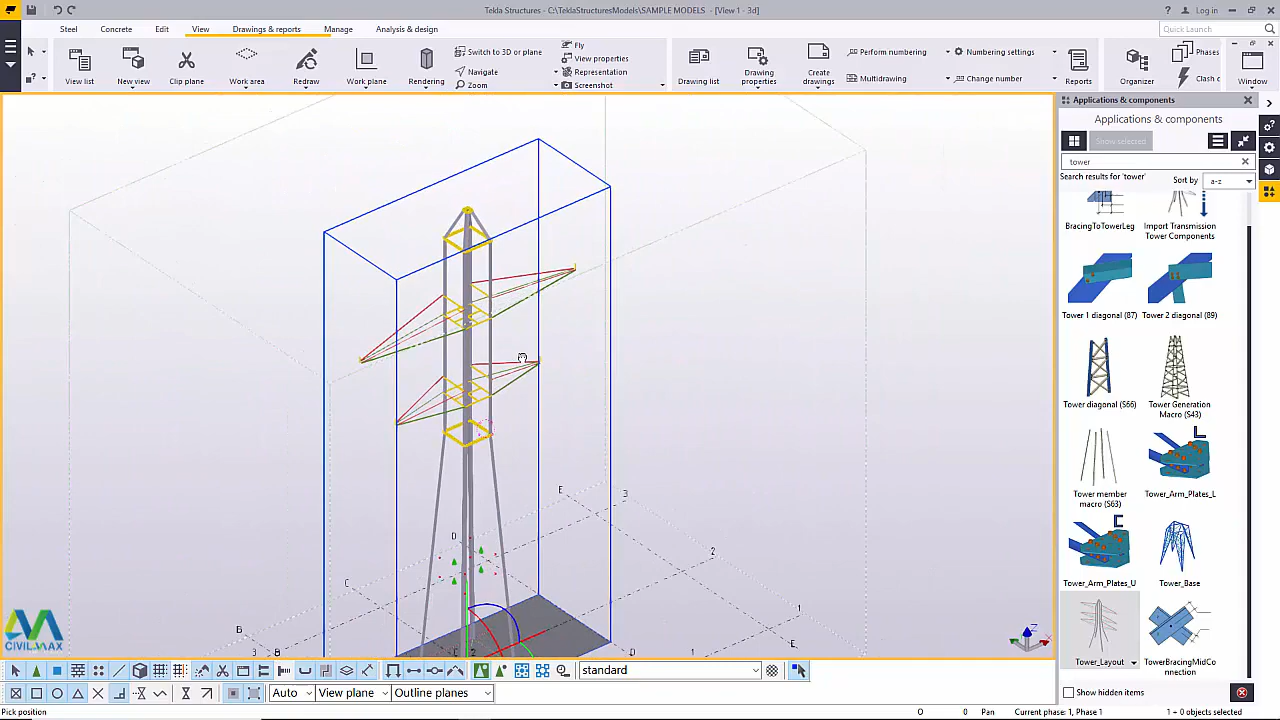 Tekla Structures - C:\TeklaStructuresModels\SAMPLE MODELS - [View 1 - 3d]
Log in
Steel
Concrete
Edit
View
Drawings & reports
Manage
Analysis & design
Quick Launch
View list
New view
Clip plane
Work area
Redraw
Work plane
Rendering
Switch to 3D or plane
Navigate
Zoom
Fly
View properties
Representation
Screenshot
Drawing list
Drawing properties
Create drawings
Perform numbering
Multidrawing
Numbering settings
Change number
Reports
Organizer
Phases
Clash c
Window
Applications & components
Applications & components
Show selected
tower
Search results for 'tower'
Sort by
a-z
BracingToTowerLeg
Import Transmission Tower Components
Tower 1 diagonal (87)
Tower 2 diagonal (89)
Tower diagonal (S66)
Tower Generation Macro (S43)
Tower member macro (S63)
Tower_Arm_Plates_L
Tower_Arm_Plates_U
Tower_Base
Tower_Layout
TowerBracingMidConnection
Show hidden items
E
3
D
2
C
1
B
E
3
B
C
2
D
1
Z
CIVILMAX
standard
Auto
View plane
Outline planes
Pick position
O
0
Pan
Current phase: 1, Phase 1
1 + 0 objects selected